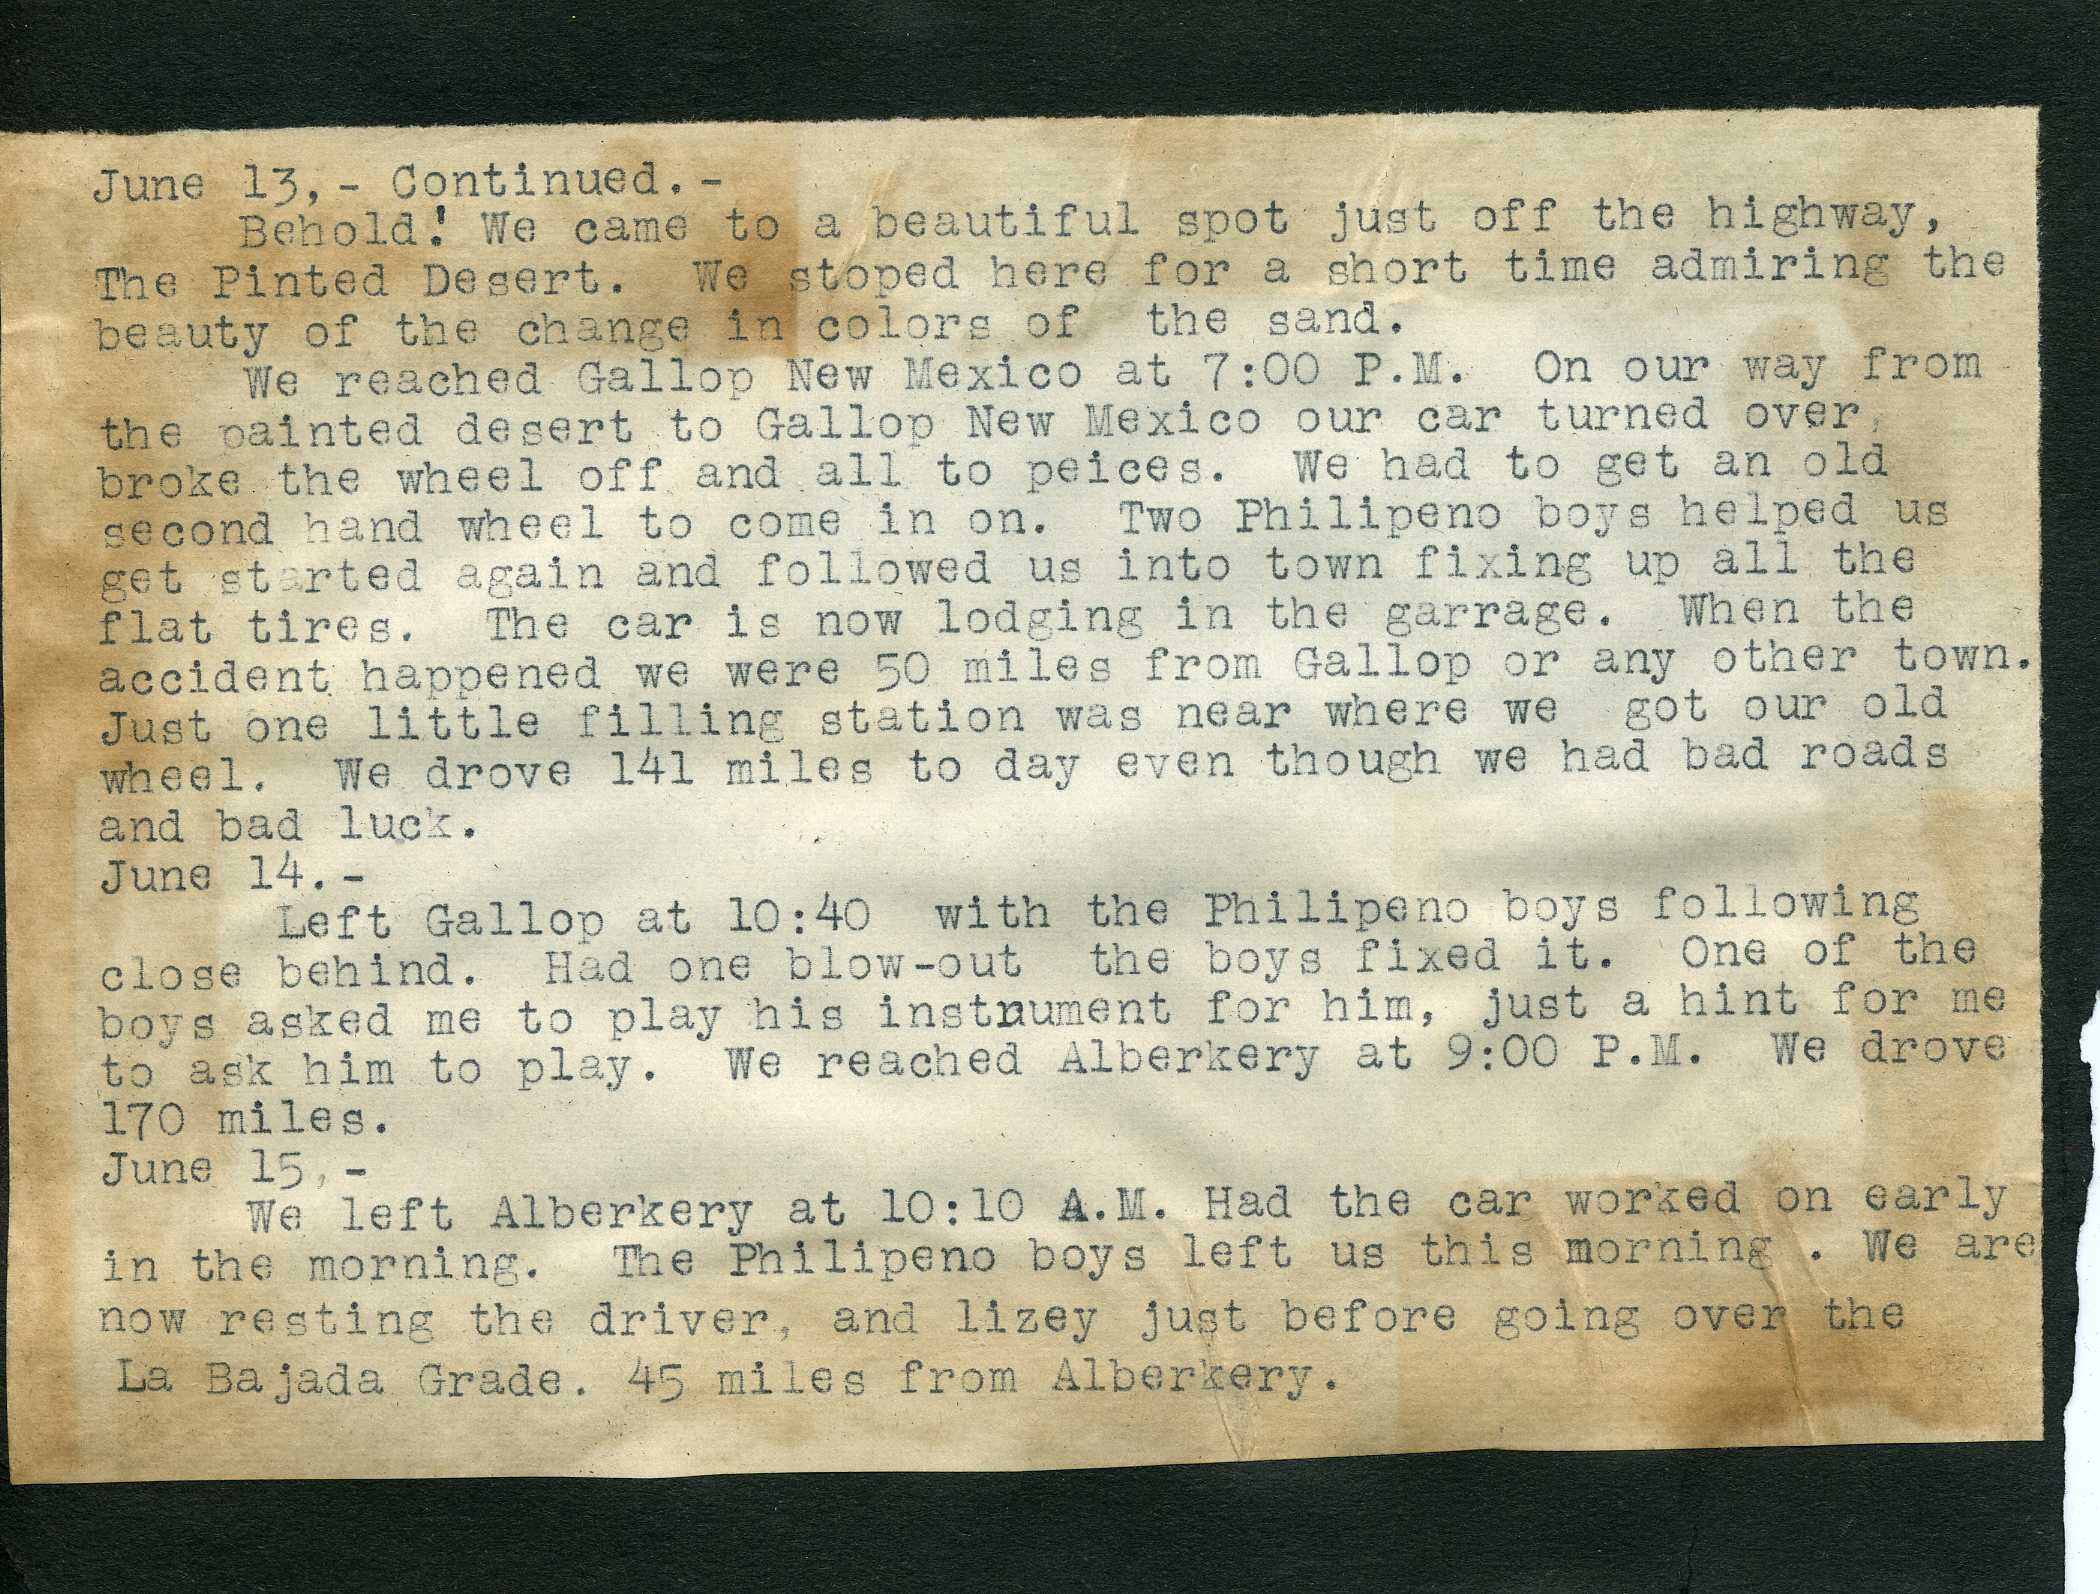 June 13,- Continued.-
Behold! We came to a beautiful spot just off the highway,
The Pinted Desert. We stoped here for a short time admiring the
beauty of the change in colors of the sand.
We reached Gallop New Mexico at 7:00 P.M. On our way from
the painted desert to Gallop New Mexico our car turned over,
broke the wheel off and all to peices. We had to get an old
second hand wheel to come in on. Two Philipeno boys helped us
get started again and followed us into town fixing up all the
flat tires. The car is now lodging in the garrage. When the
accident happened we were 50 miles from Gallop or any other town.
Just one little filling station was near where we got our old
wheel. We drove 141 miles to day even though we had bad roads
and bad luck.
June 14.-
Left Gallop at 10:40 with the Philipeno boys following
close behind. Had one blow-out the boys fixed it. One of the
boys asked me to play his instrument for him, just a hint for me
to ask him to play. We reached Alberkery at 9:00 P.M. We drove
170 miles.
June 15,-
We left Alberkery at 10:10 A.M. Had the car worked on early
in the morning. The Philipeno boys left us this morning . We are
now resting the driver, and lizey just before going over the
La Bajada Grade. 45 miles from Alberkery.